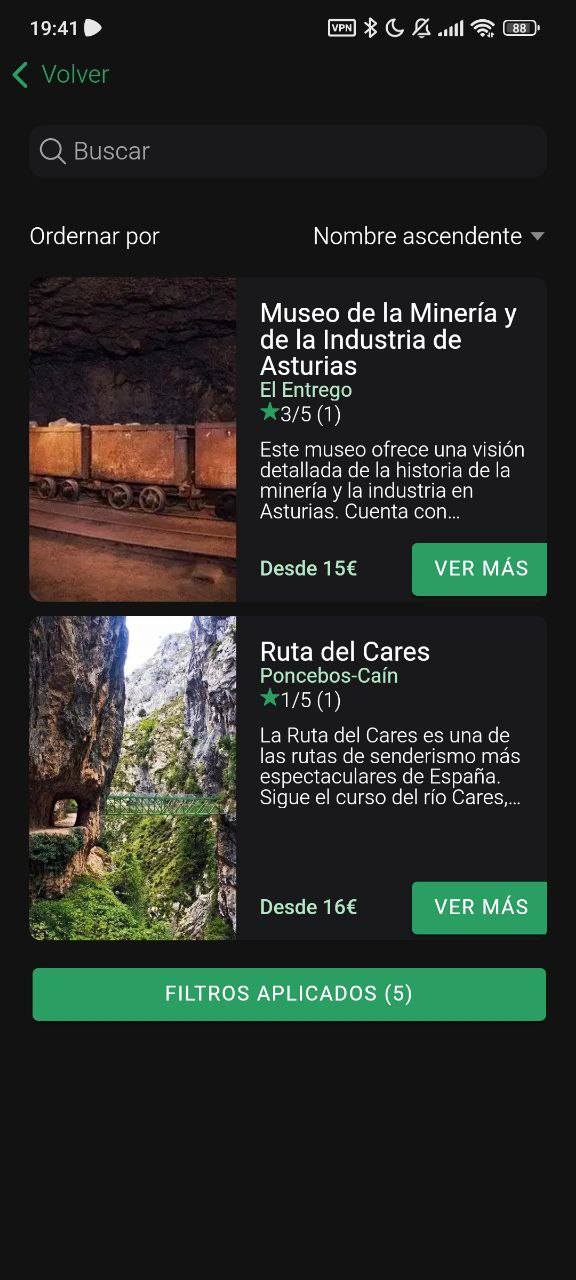 19:41 VPN 88
Volver
Buscar
Ordernar por Nombre ascendente
Museo de la Minería y
de la Industria de
Asturias
El Entrego
3/5 (1)
Este museo ofrece una visión
detallada de la historia de la
minería y la industria en
Asturias. Cuenta con...
Desde 15€ VER MÁS
Ruta del Cares
Poncebos-Caín
1/5 (1)
La Ruta del Cares es una de
las rutas de senderismo más
espectaculares de España.
Sigue el curso del río Cares,...
Desde 16€ VER MÁS
FILTROS APLICADOS (5)